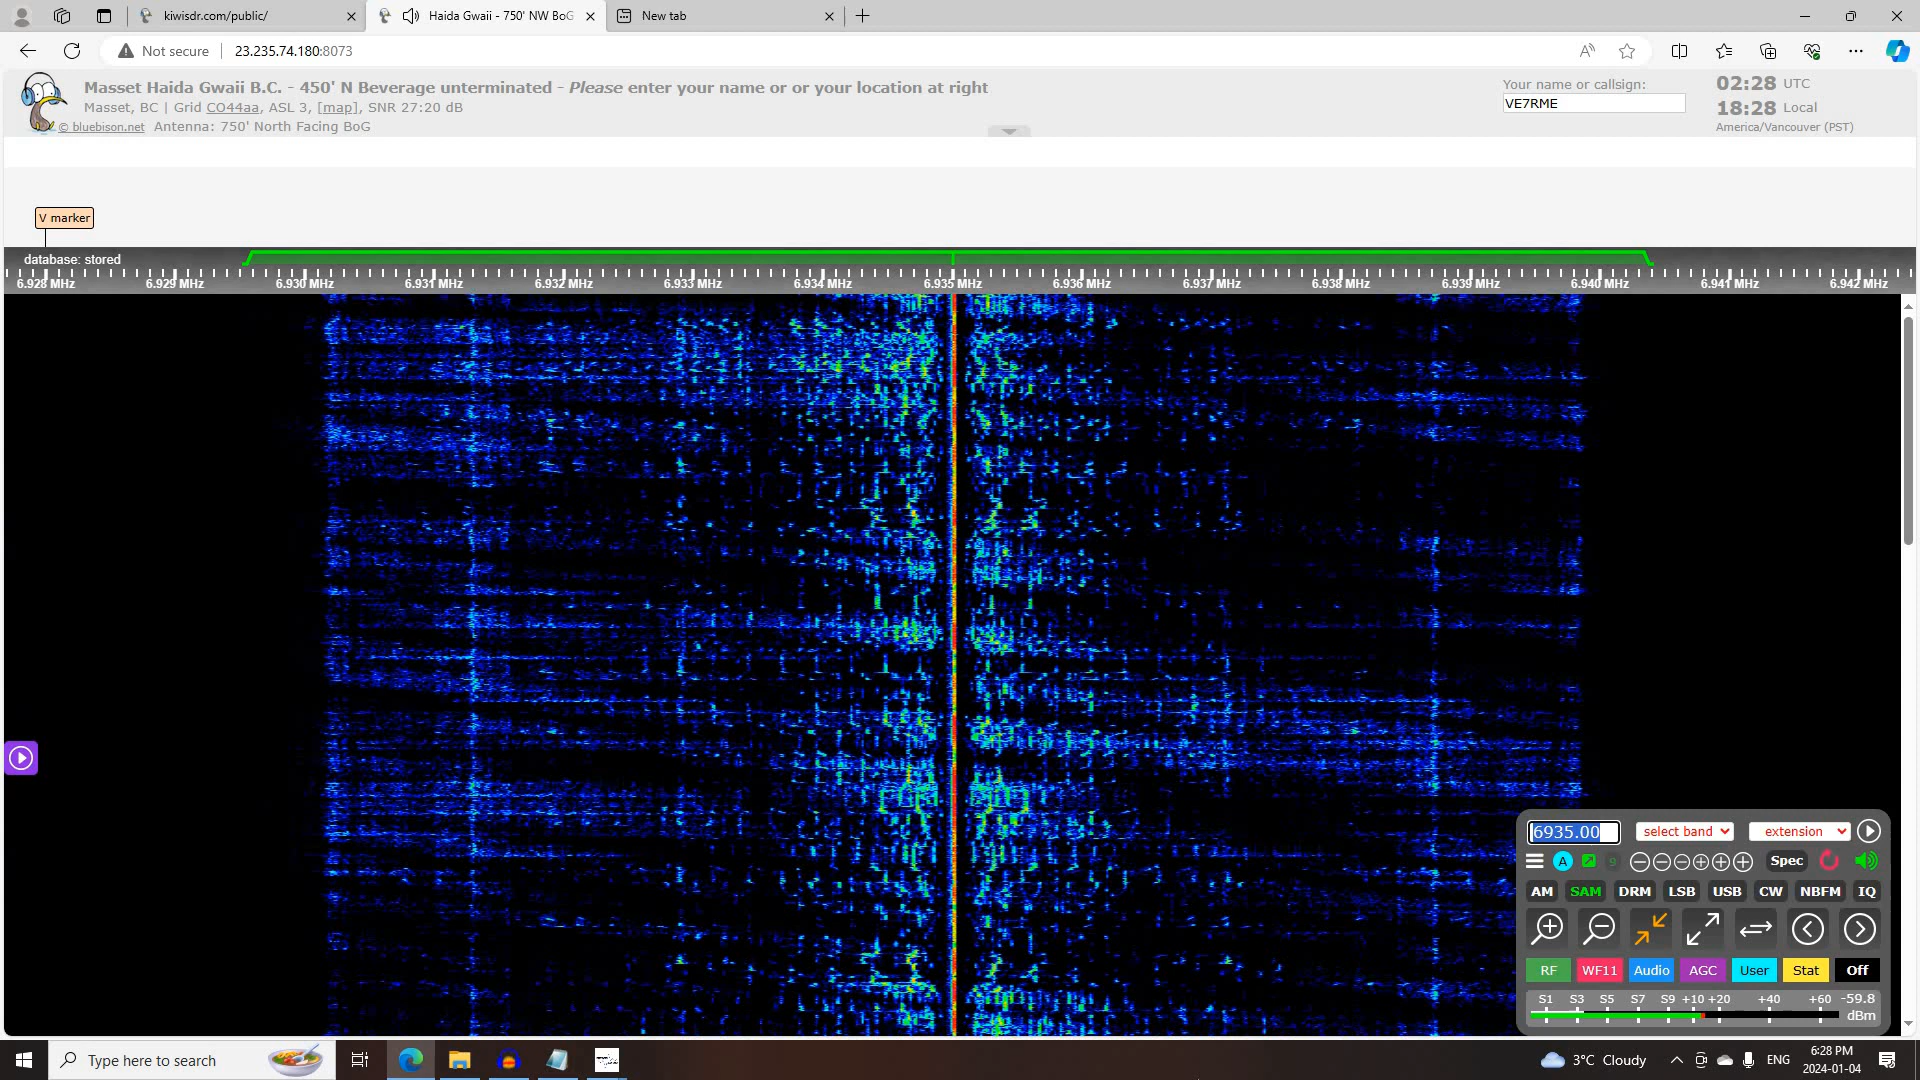 kiwisdr.com/public/
Haida Gwaii - 750' NW BoG
New tab
Not secure
23.235.74.180:8073
Masset Haida Gwaii B.C. - 450' N Beverage unterminated - Please enter your name or or your location at right
Masset, BC | Grid CO44aa, ASL 3, [map], SNR 27:20 dB
© bluebison.net Antenna: 750' North Facing BoG
Your name or callsign:
VE7RME
02:28 UTC
18:28 Local
America/Vancouver (PST)
V marker
database: stored
6.928 MHz 6.929 MHz 6.930 MHz 6.931 MHz 6.932 MHz 6.933 MHz 6.934 MHz 6.935 MHz 6.936 MHz 6.937 MHz 6.938 MHz 6.939 MHz 6.940 MHz 6.941 MHz 6.942 MHz
6935.00 select band extension
A 9 Spec
AM SAM DRM LSB USB CW NBFM IQ
RF WF11 Audio AGC User Stat Off
S1 S3 S5 S7 S9 +10 +20 +40 +60 -59.8
dBm
Type here to search
3°C Cloudy
ENG
6:28 PM
2024-01-04